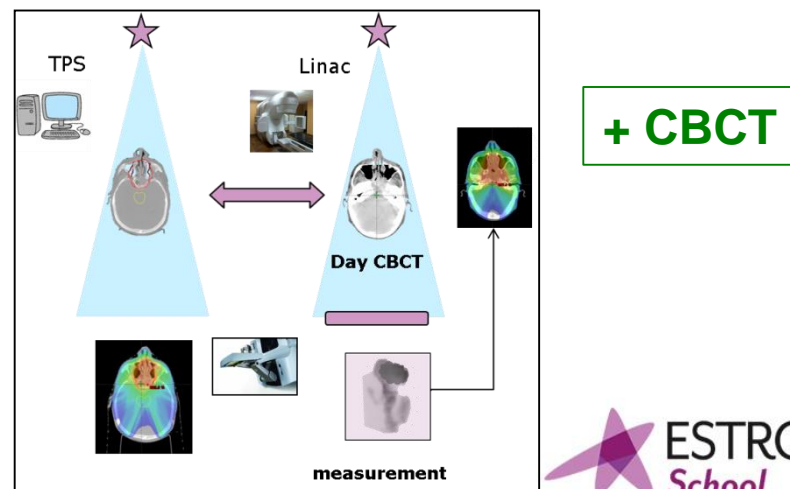 TPS
Linac
+ CBCT
Day CBCT
measurement
ESTRO
School